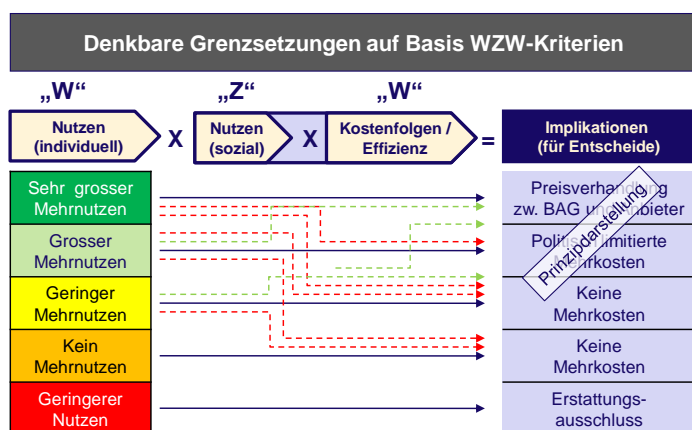 Denkbare Grenzsetzungen auf Basis WZW-Kriterien
„W“
„Z“
„W“
Nutzen
(individuell)
X
Nutzen
(sozial)
X
Kostenfolgen /
Effizienz
=
Implikationen
(für Entscheide)
Sehr grosser
Mehrnutzen
Preisverhandlung
zw. BAG und Anbieter
Grosser
Mehrnutzen
Politisch limitierte
Mehrkosten
Geringer
Mehrnutzen
Keine
Mehrkosten
Kein
Mehrnutzen
Keine
Mehrkosten
Geringerer
Nutzen
Erstattungs-
ausschluss
Prinzipdarstellung